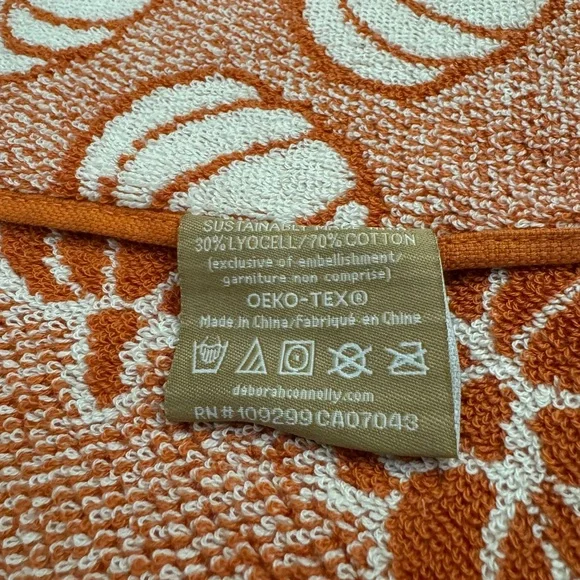 SUSTAINABLY
30% LYOCELL/70% COTTON
(exclusive of embellishment/
garniture non comprise)
OEKO-TEX®
Made in China/Fabriqué en Chine
deborahconnolly.com
RN# 109299 CA07043